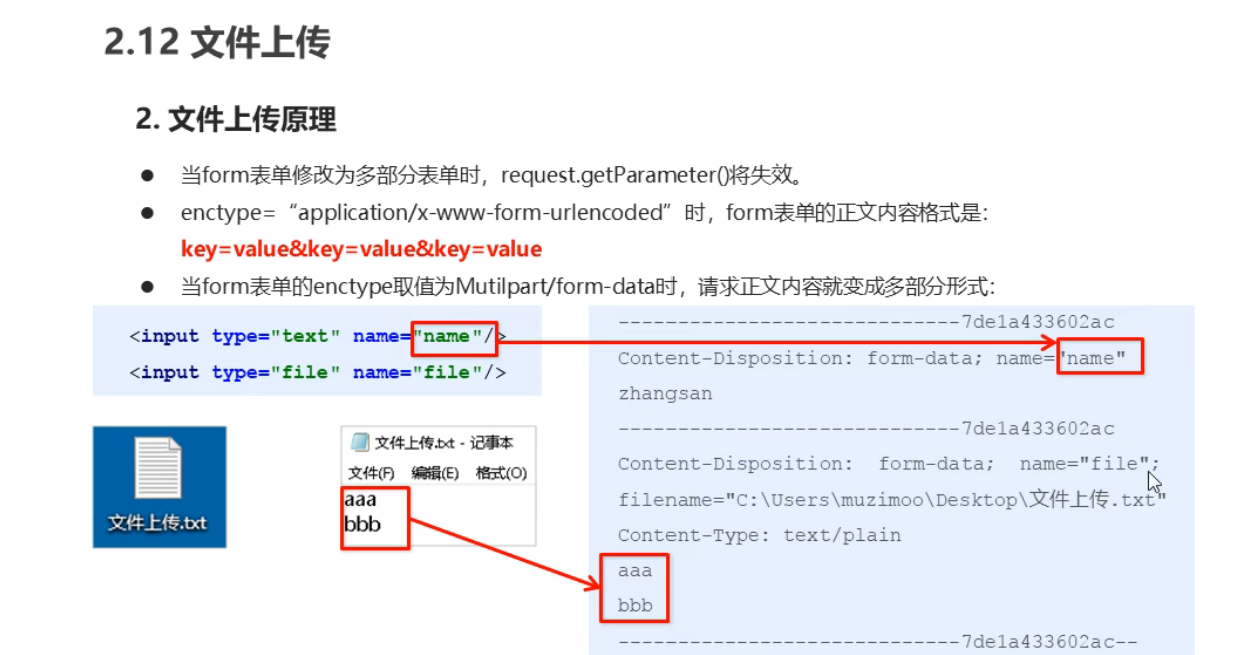 2.12 文件上传
2. 文件上传原理
● 当form表单修改为多部分表单时，request.getParameter()将失效。
● enctype=“application/x-www-form-urlencoded”时，form表单的正文内容格式是：
key=value&key=value&key=value
● 当form表单的enctype取值为Mutilpart/form-data时，请求正文内容就变成多部分形式：
<input type="text" name="name"/>
<input type="file" name="file"/>
文件上传.txt
文件上传.txt - 记事本
文件(F) 编辑(E) 格式(O)
aaa
bbb
-----------------------------7de1a433602ac
Content-Disposition: form-data; name="name"
zhangsan
-----------------------------7de1a433602ac
Content-Disposition: form-data; name="file";
filename="C:\Users\muzimoo\Desktop\文件上传.txt"
Content-Type: text/plain
aaa
bbb
-----------------------------7de1a433602ac--